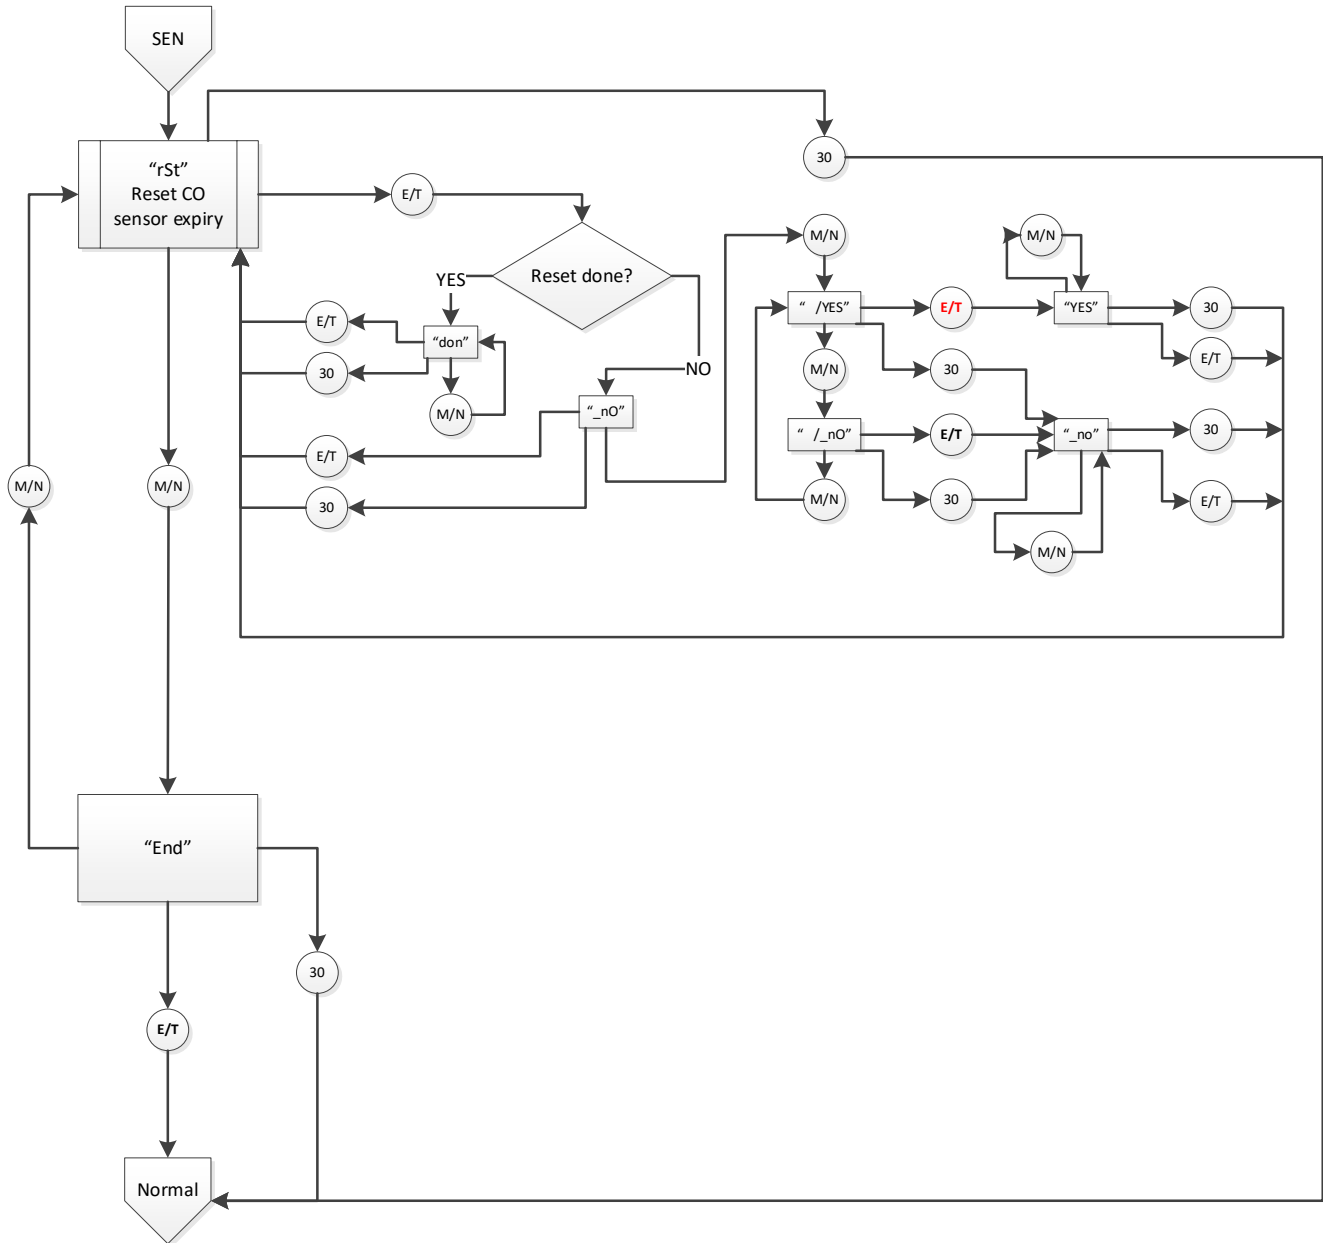 SEN
30
“rSt”
Reset CO
sensor expiry
E/T
M/N
M/N
Reset done?
YES
E/T
“ /YES”
E/T
“YES”
30
“don”
E/T
30
M/N
30
NO
“_nO”
M/N
“ /_nO”
E/T
“_no”
30
E/T
M/N
M/N
30
E/T
30
M/N
M/N
“End”
30
E/T
Normal